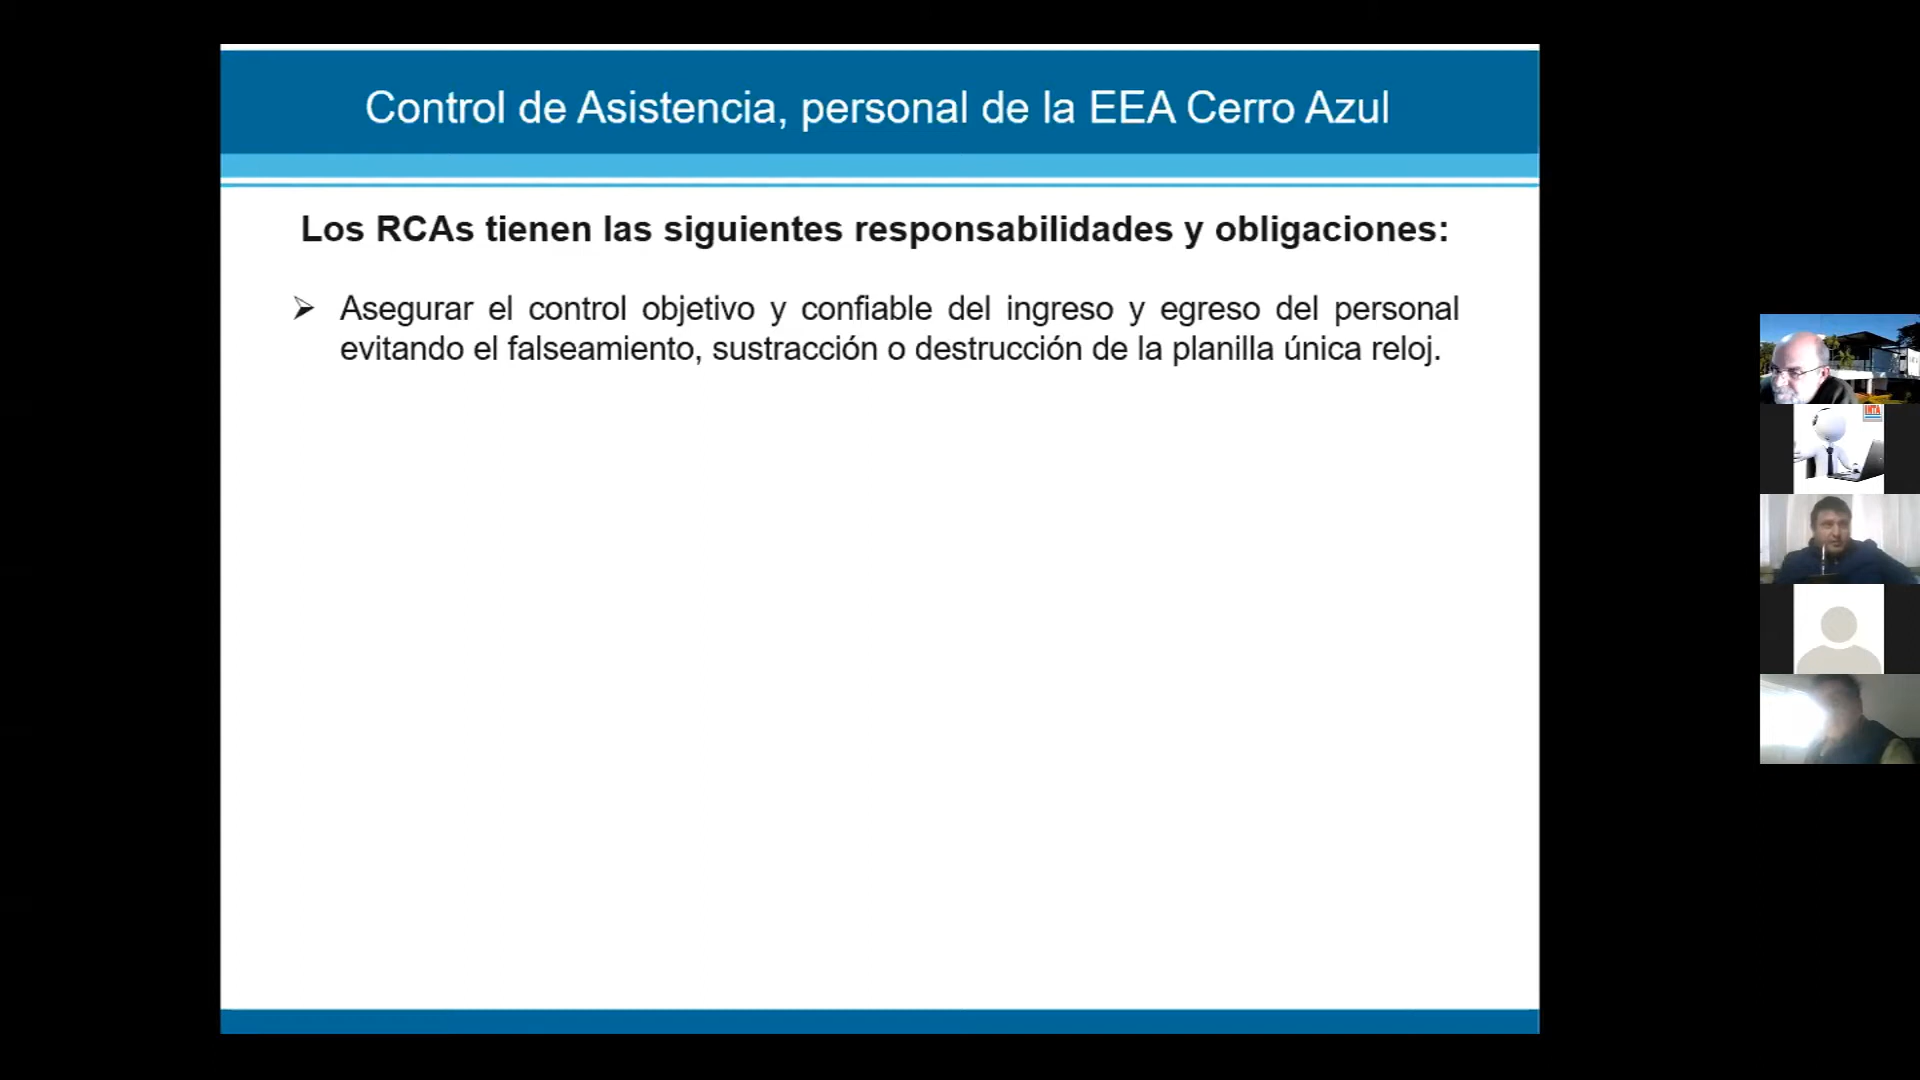 Control de Asistencia, personal de la EEA Cerro Azul
Los RCAs tienen las siguientes responsabilidades y obligaciones:
➢ Asegurar el control objetivo y confiable del ingreso y egreso del personal
evitando el falseamiento, sustracción o destrucción de la planilla única reloj.